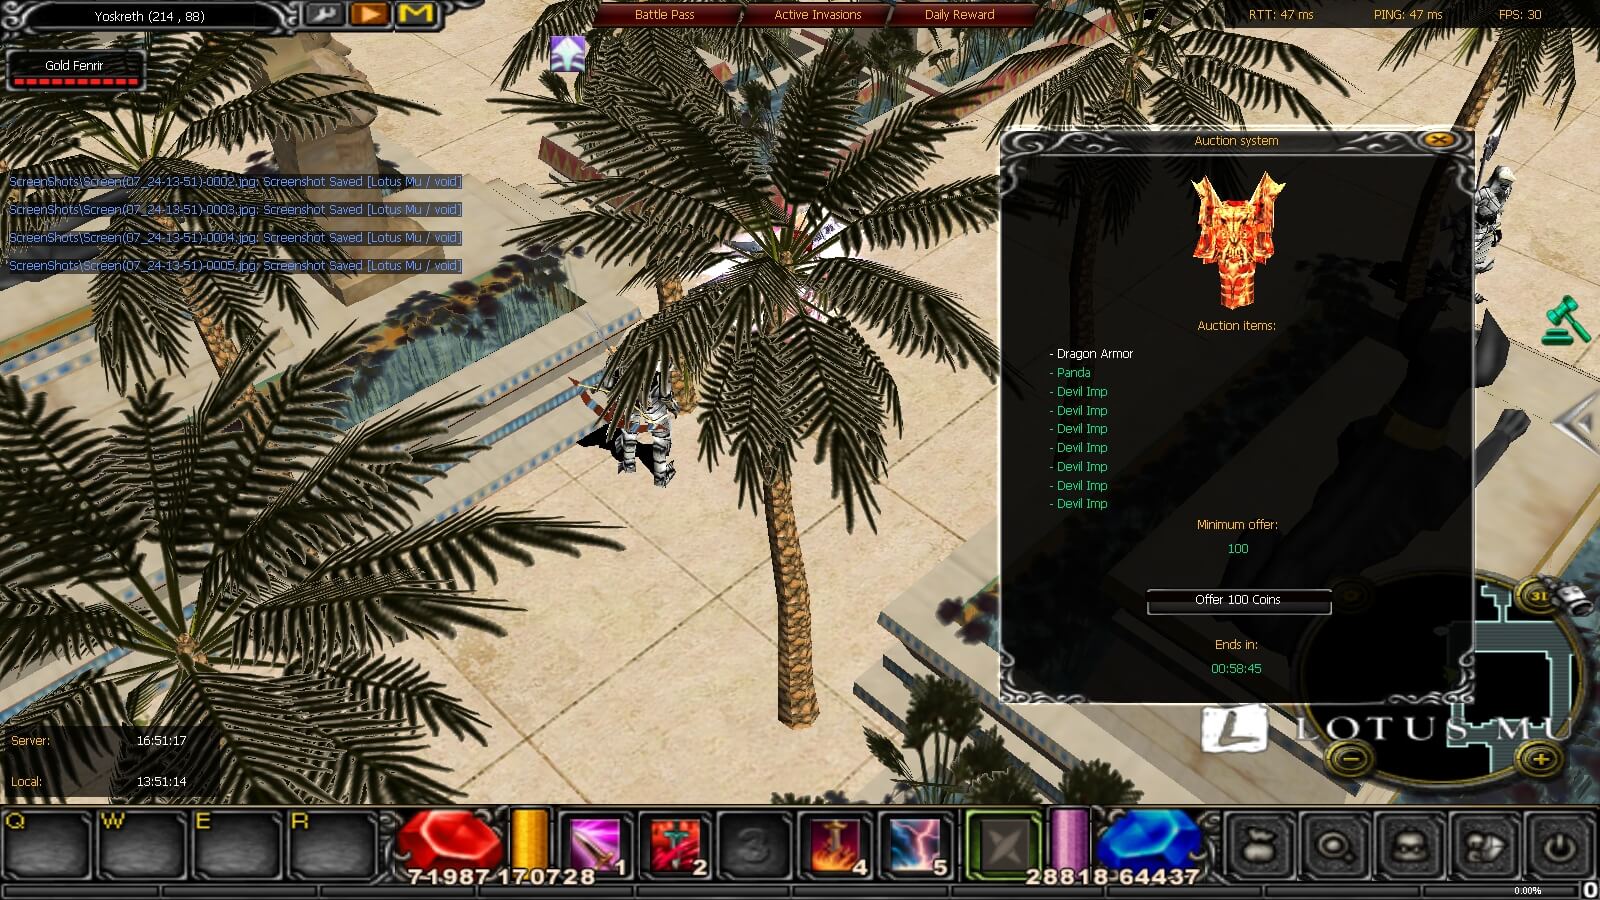 Yoskreth (214 , 88)
Battle Pass
Active Invasions
Daily Reward
RTT: 47 ms
PING: 47 ms
FPS: 30
Gold Fenrir
ScreenShots\Screen(07_24-13-51)-0002.jpg: Screenshot Saved [Lotus Mu / void]
ScreenShots\Screen(07_24-13-51)-0003.jpg: Screenshot Saved [Lotus Mu / void]
ScreenShots\Screen(07_24-13-51)-0004.jpg: Screenshot Saved [Lotus Mu / void]
ScreenShots\Screen(07_24-13-51)-0005.jpg: Screenshot Saved [Lotus Mu / void]
Auction system
Auction items:
- Dragon Armor
- Panda
- Devil Imp
- Devil Imp
- Devil Imp
- Devil Imp
- Devil Imp
- Devil Imp
- Devil Imp
Minimum offer:
100
Offer 100 Coins
Ends in:
00:58:45
31
L LOTUS MU
Server: 16:51:17
Local: 13:51:14
Q W E R
71987 170728
1 2 3 4 5
28818 64437
0.00%
0